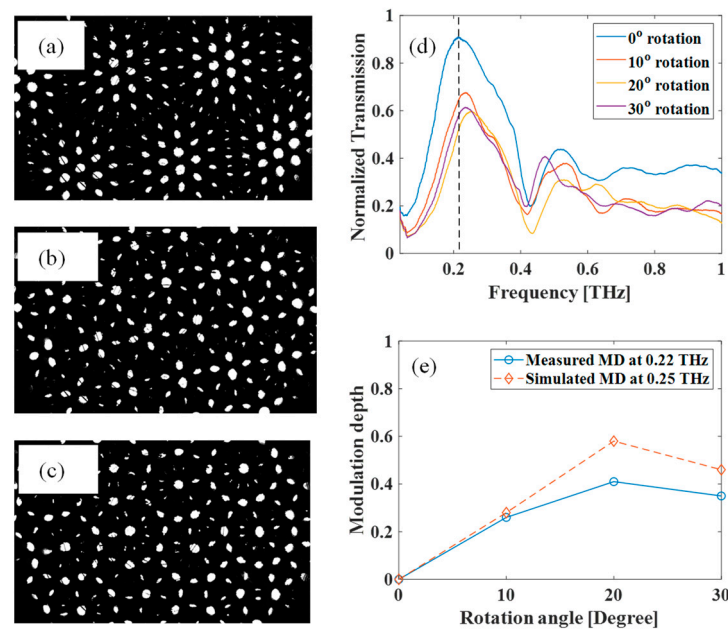 (a)
(b)
(c)
(d)
Normalized Transmission
1
0.8
0.6
0.4
0.2
0
0.2
0.4
0.6
0.8
1
Frequency [THz]
0° rotation
10° rotation
20° rotation
30° rotation
(e)
Modulation depth
1
0.8
0.6
0.4
0.2
0
0
10
20
30
Rotation angle [Degree]
Measured MD at 0.22 THz
Simulated MD at 0.25 THz